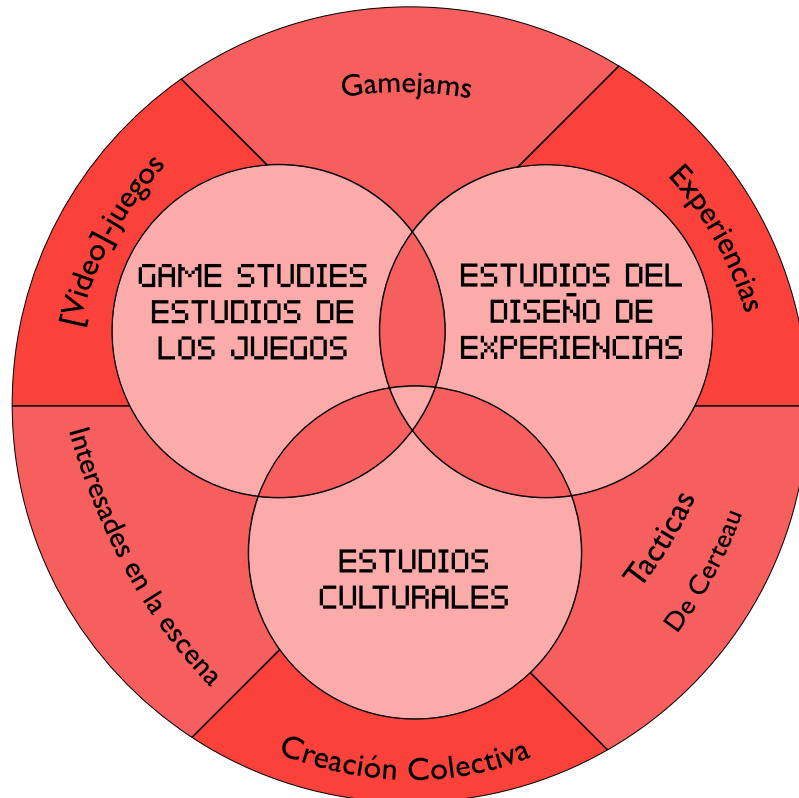 Gamejams
[Video]-juegos
Experiencias
GAME STUDIES
ESTUDIOS DE
LOS JUEGOS
ESTUDIOS DEL
DISEÑO DE
EXPERIENCIAS
Interesades en la escena
Tacticas
De Certeau
ESTUDIOS
CULTURALES
Creación Colectiva